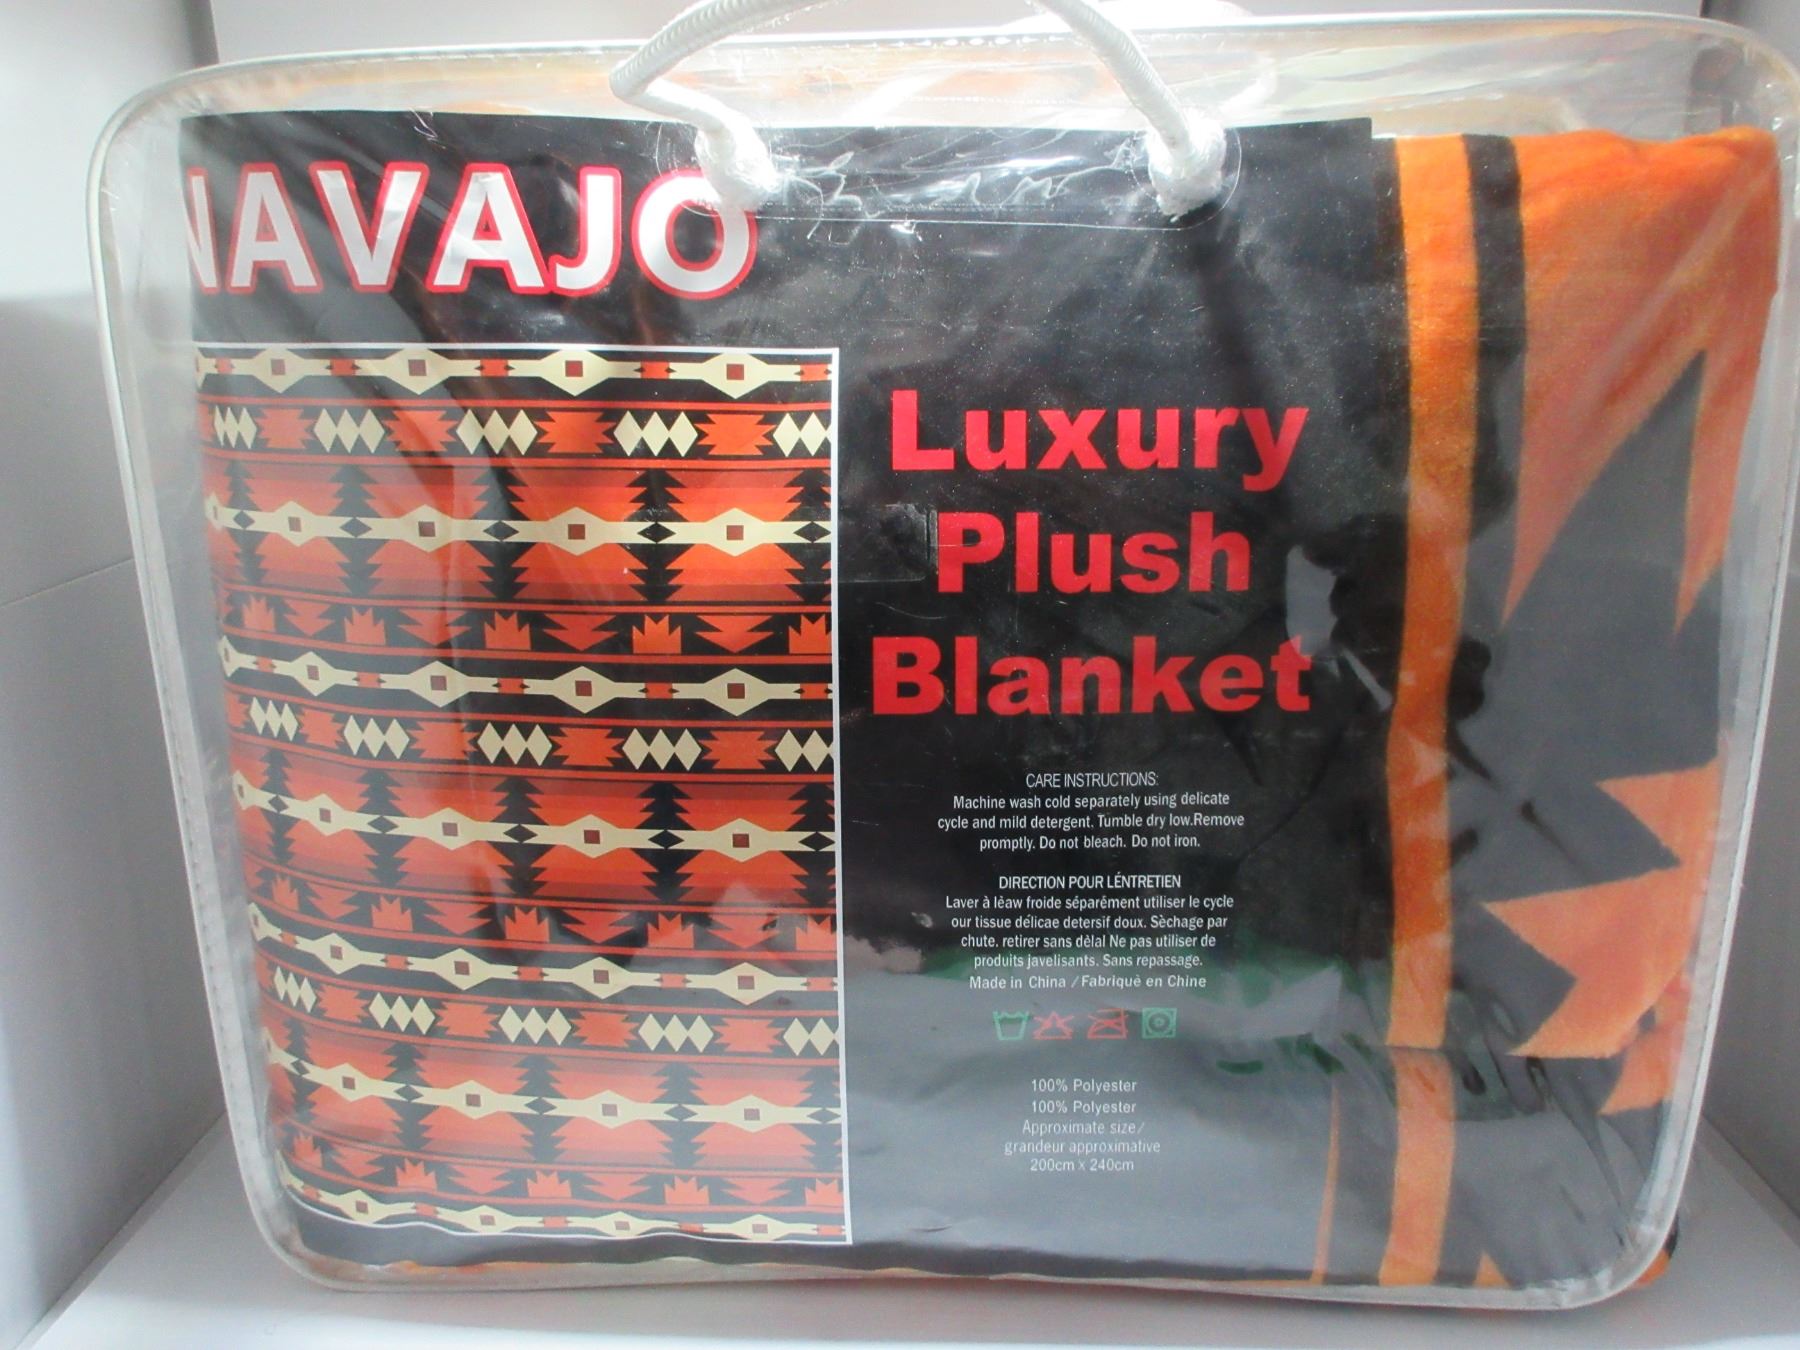 NAVAJO
Luxury
Plush
Blanket
CARE INSTRUCTIONS:
Machine wash cold separately using delicate
cycle and mild detergent. Tumble dry low.Remove
promptly. Do not bleach. Do not iron.
DIRECTION POUR LÉNTRETIEN
Laver à lèaw froide séparément utiliser le cycle
our tissue délicae detersif doux. Sèchage par
chute. retirer sans dèlal Ne pas utiliser de
produits javelisants. Sans repassage.
Made in China / Fabriquè en Chine
100% Polyester
100% Polyester
Approximate size/
grandeur approximative
200cm x 240cm